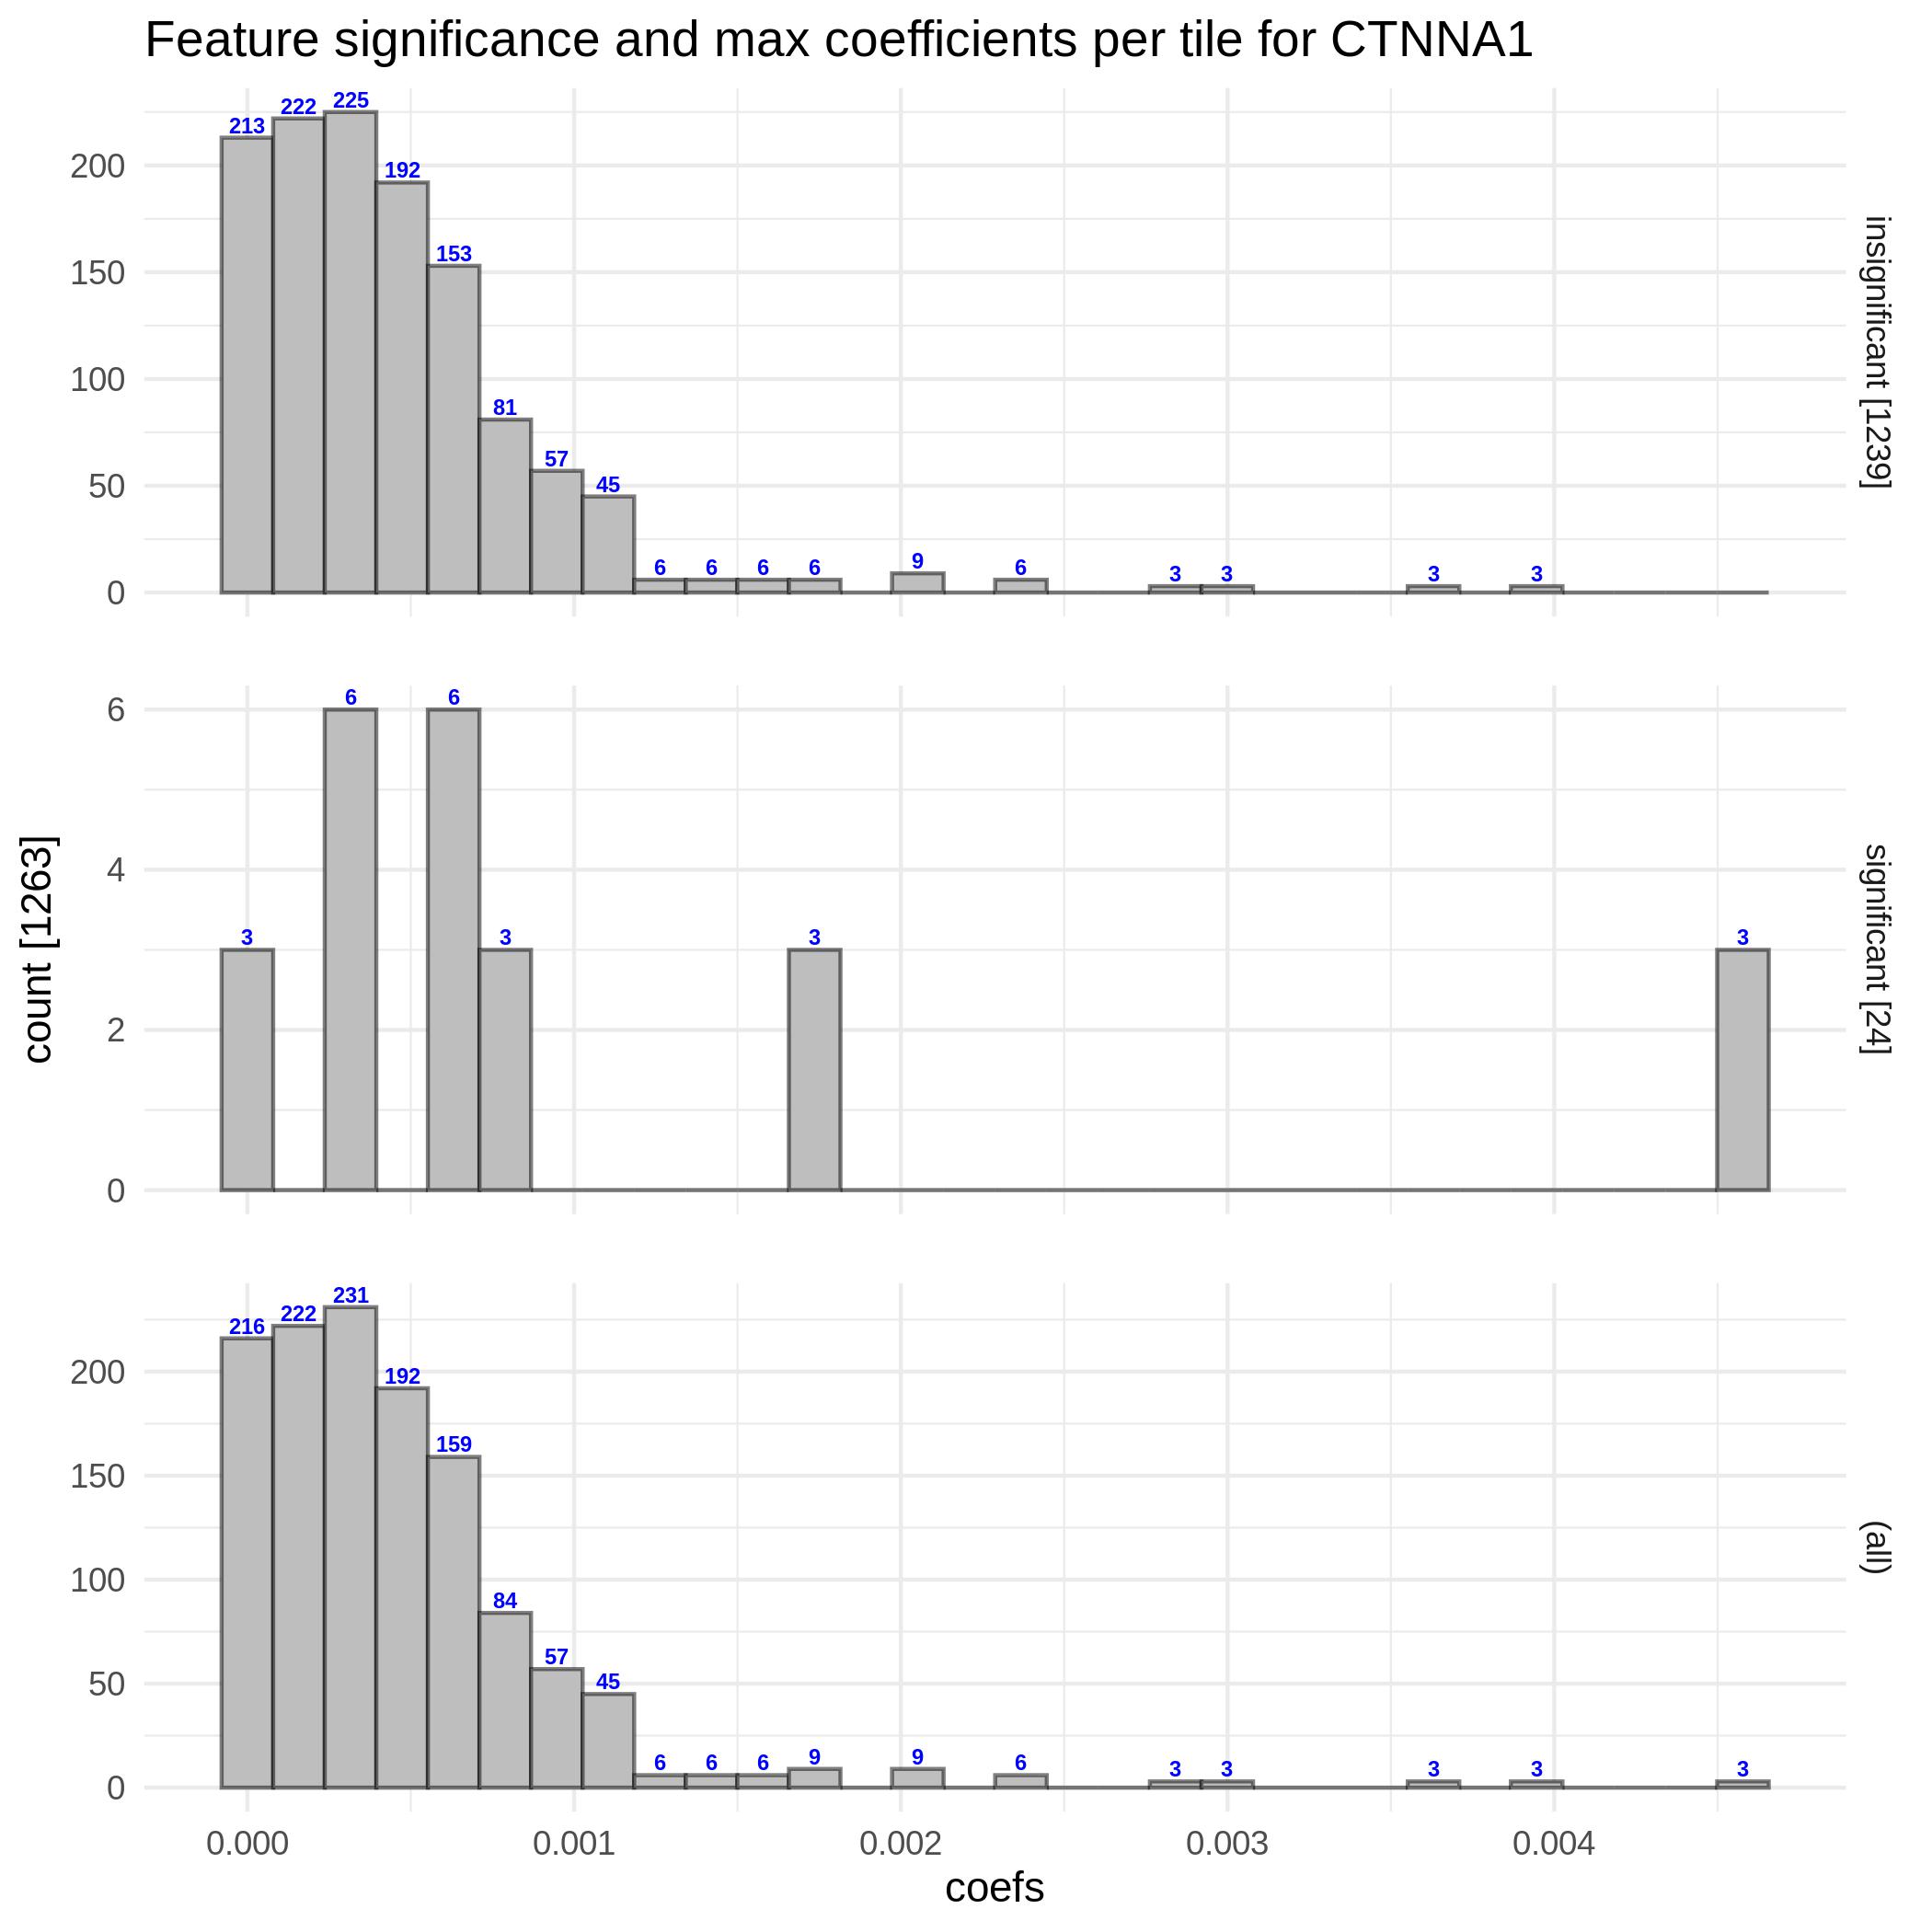 Feature significance and max coefficients per tile for CTNNA1
213 222 225 192 153 81 57 45 6 6 6 6 9 6 3 3 3 3
200
150
100
50
0
insignificant [1239]
count [1263]
3 6 6 3 3 3
6
4
2
0
significant [24]
216 222 231 192 159 84 57 45 6 6 6 9 9 6 3 3 3 3 3
200
150
100
50
0
(all)
0.000 0.001 0.002 0.003 0.004
coefs